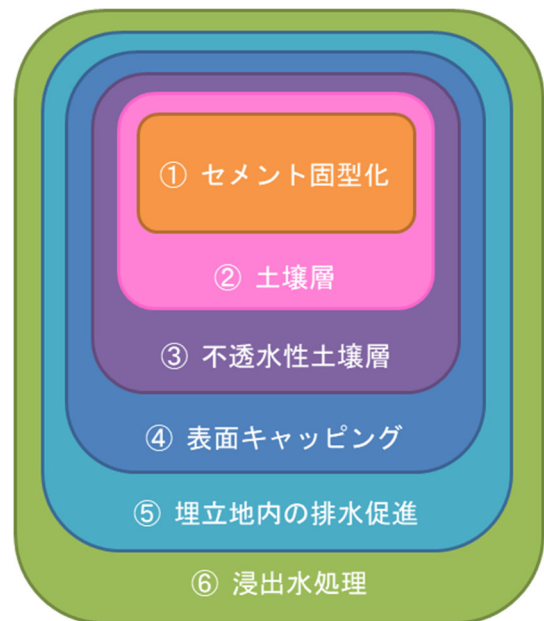 ① セメント固型化
② 土壌層
③ 不透水性土壌層
④ 表面キャッピング
⑤ 埋立地内の排水促進
⑥ 浸出水処理